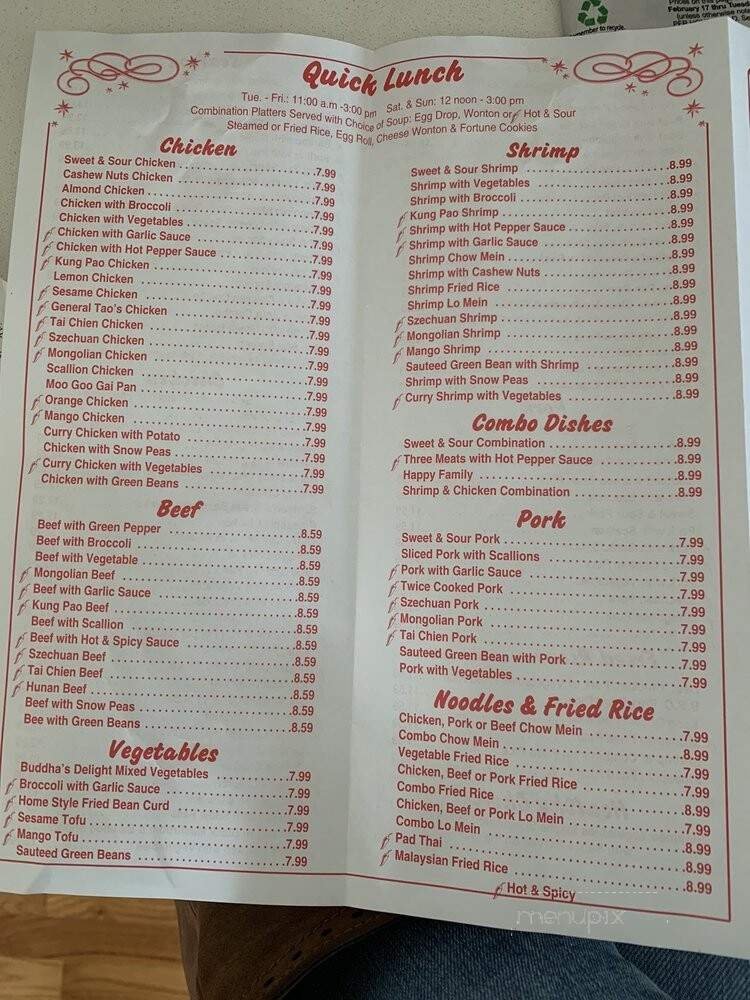 February 17 thru
Quick Lunch
Tue. - Fri.: 11:00 a.m -3:00 pm Sat. & Sun: 12 noon - 3:00 pm
Combination Platters Served with Choice of Soup: Egg Drop, Wonton or Hot & Sour
Steamed or Fried Rice, Egg Roll, Cheese Wonton & Fortune Cookies
Chicken
Sweet & Sour Chicken 7.99
Cashew Nuts Chicken 7.99
Almond Chicken 7.99
Chicken with Broccoli 7.99
Chicken with Vegetables 7.99
Chicken with Garlic Sauce 7.99
Chicken with Hot Pepper Sauce 7.99
Kung Pao Chicken 7.99
Lemon Chicken 7.99
Sesame Chicken 7.99
General Tao's Chicken 7.99
Tai Chien Chicken 7.99
Szechuan Chicken 7.99
Mongolian Chicken 7.99
Scallion Chicken 7.99
Moo Goo Gai Pan 7.99
Orange Chicken 7.99
Mango Chicken 7.99
Curry Chicken with Potato 7.99
Chicken with Snow Peas 7.99
Curry Chicken with Vegetables 7.99
Chicken with Green Beans 7.99
Beef
Beef with Green Pepper 8.59
Beef with Broccoli 8.59
Beef with Vegetable 8.59
Mongolian Beef 8.59
Beef with Garlic Sauce 8.59
Kung Pao Beef 8.59
Beef with Scallion 8.59
Beef with Hot & Spicy Sauce 8.59
Szechuan Beef 8.59
Tai Chien Beef 8.59
Hunan Beef 8.59
Beef with Snow Peas 8.59
Bee with Green Beans 8.59
Vegetables
Buddha's Delight Mixed Vegetables 7.99
Broccoli with Garlic Sauce 7.99
Home Style Fried Bean Curd 7.99
Sesame Tofu 7.99
Mango Tofu 7.99
Sauteed Green Beans 7.99
Shrimp
Sweet & Sour Shrimp 8.99
Shrimp with Vegetables 8.99
Shrimp with Broccoli 8.99
Kung Pao Shrimp 8.99
Shrimp with Hot Pepper Sauce 8.99
Shrimp with Garlic Sauce 8.99
Shrimp Chow Mein 8.99
Shrimp with Cashew Nuts 8.99
Shrimp Fried Rice 8.99
Shrimp Lo Mein 8.99
Szechuan Shrimp 8.99
Mongolian Shrimp 8.99
Mango Shrimp 8.99
Sauteed Green Bean with Shrimp 8.99
Shrimp with Snow Peas 8.99
Curry Shrimp with Vegetables 8.99
Combo Dishes
Sweet & Sour Combination 8.99
Three Meats with Hot Pepper Sauce 8.99
Happy Family 8.99
Shrimp & Chicken Combination 8.99
Pork
Sweet & Sour Pork 7.99
Sliced Pork with Scallions 7.99
Pork with Garlic Sauce 7.99
Twice Cooked Pork 7.99
Szechuan Pork 7.99
Mongolian Pork 7.99
Tai Chien Pork 7.99
Sauteed Green Bean with Pork 7.99
Pork with Vegetables 7.99
Noodles & Fried Rice
Chicken, Pork or Beef Chow Mein 7.99
Combo Chow Mein 8.99
Vegetable Fried Rice 7.99
Chicken, Beef or Pork Fried Rice 7.99
Combo Fried Rice 8.99
Chicken, Beef or Pork Lo Mein 7.99
Combo Lo Mein 8.99
Pad Thai 8.99
Malaysian Fried Rice 8.99
Hot & Spicy
menupix